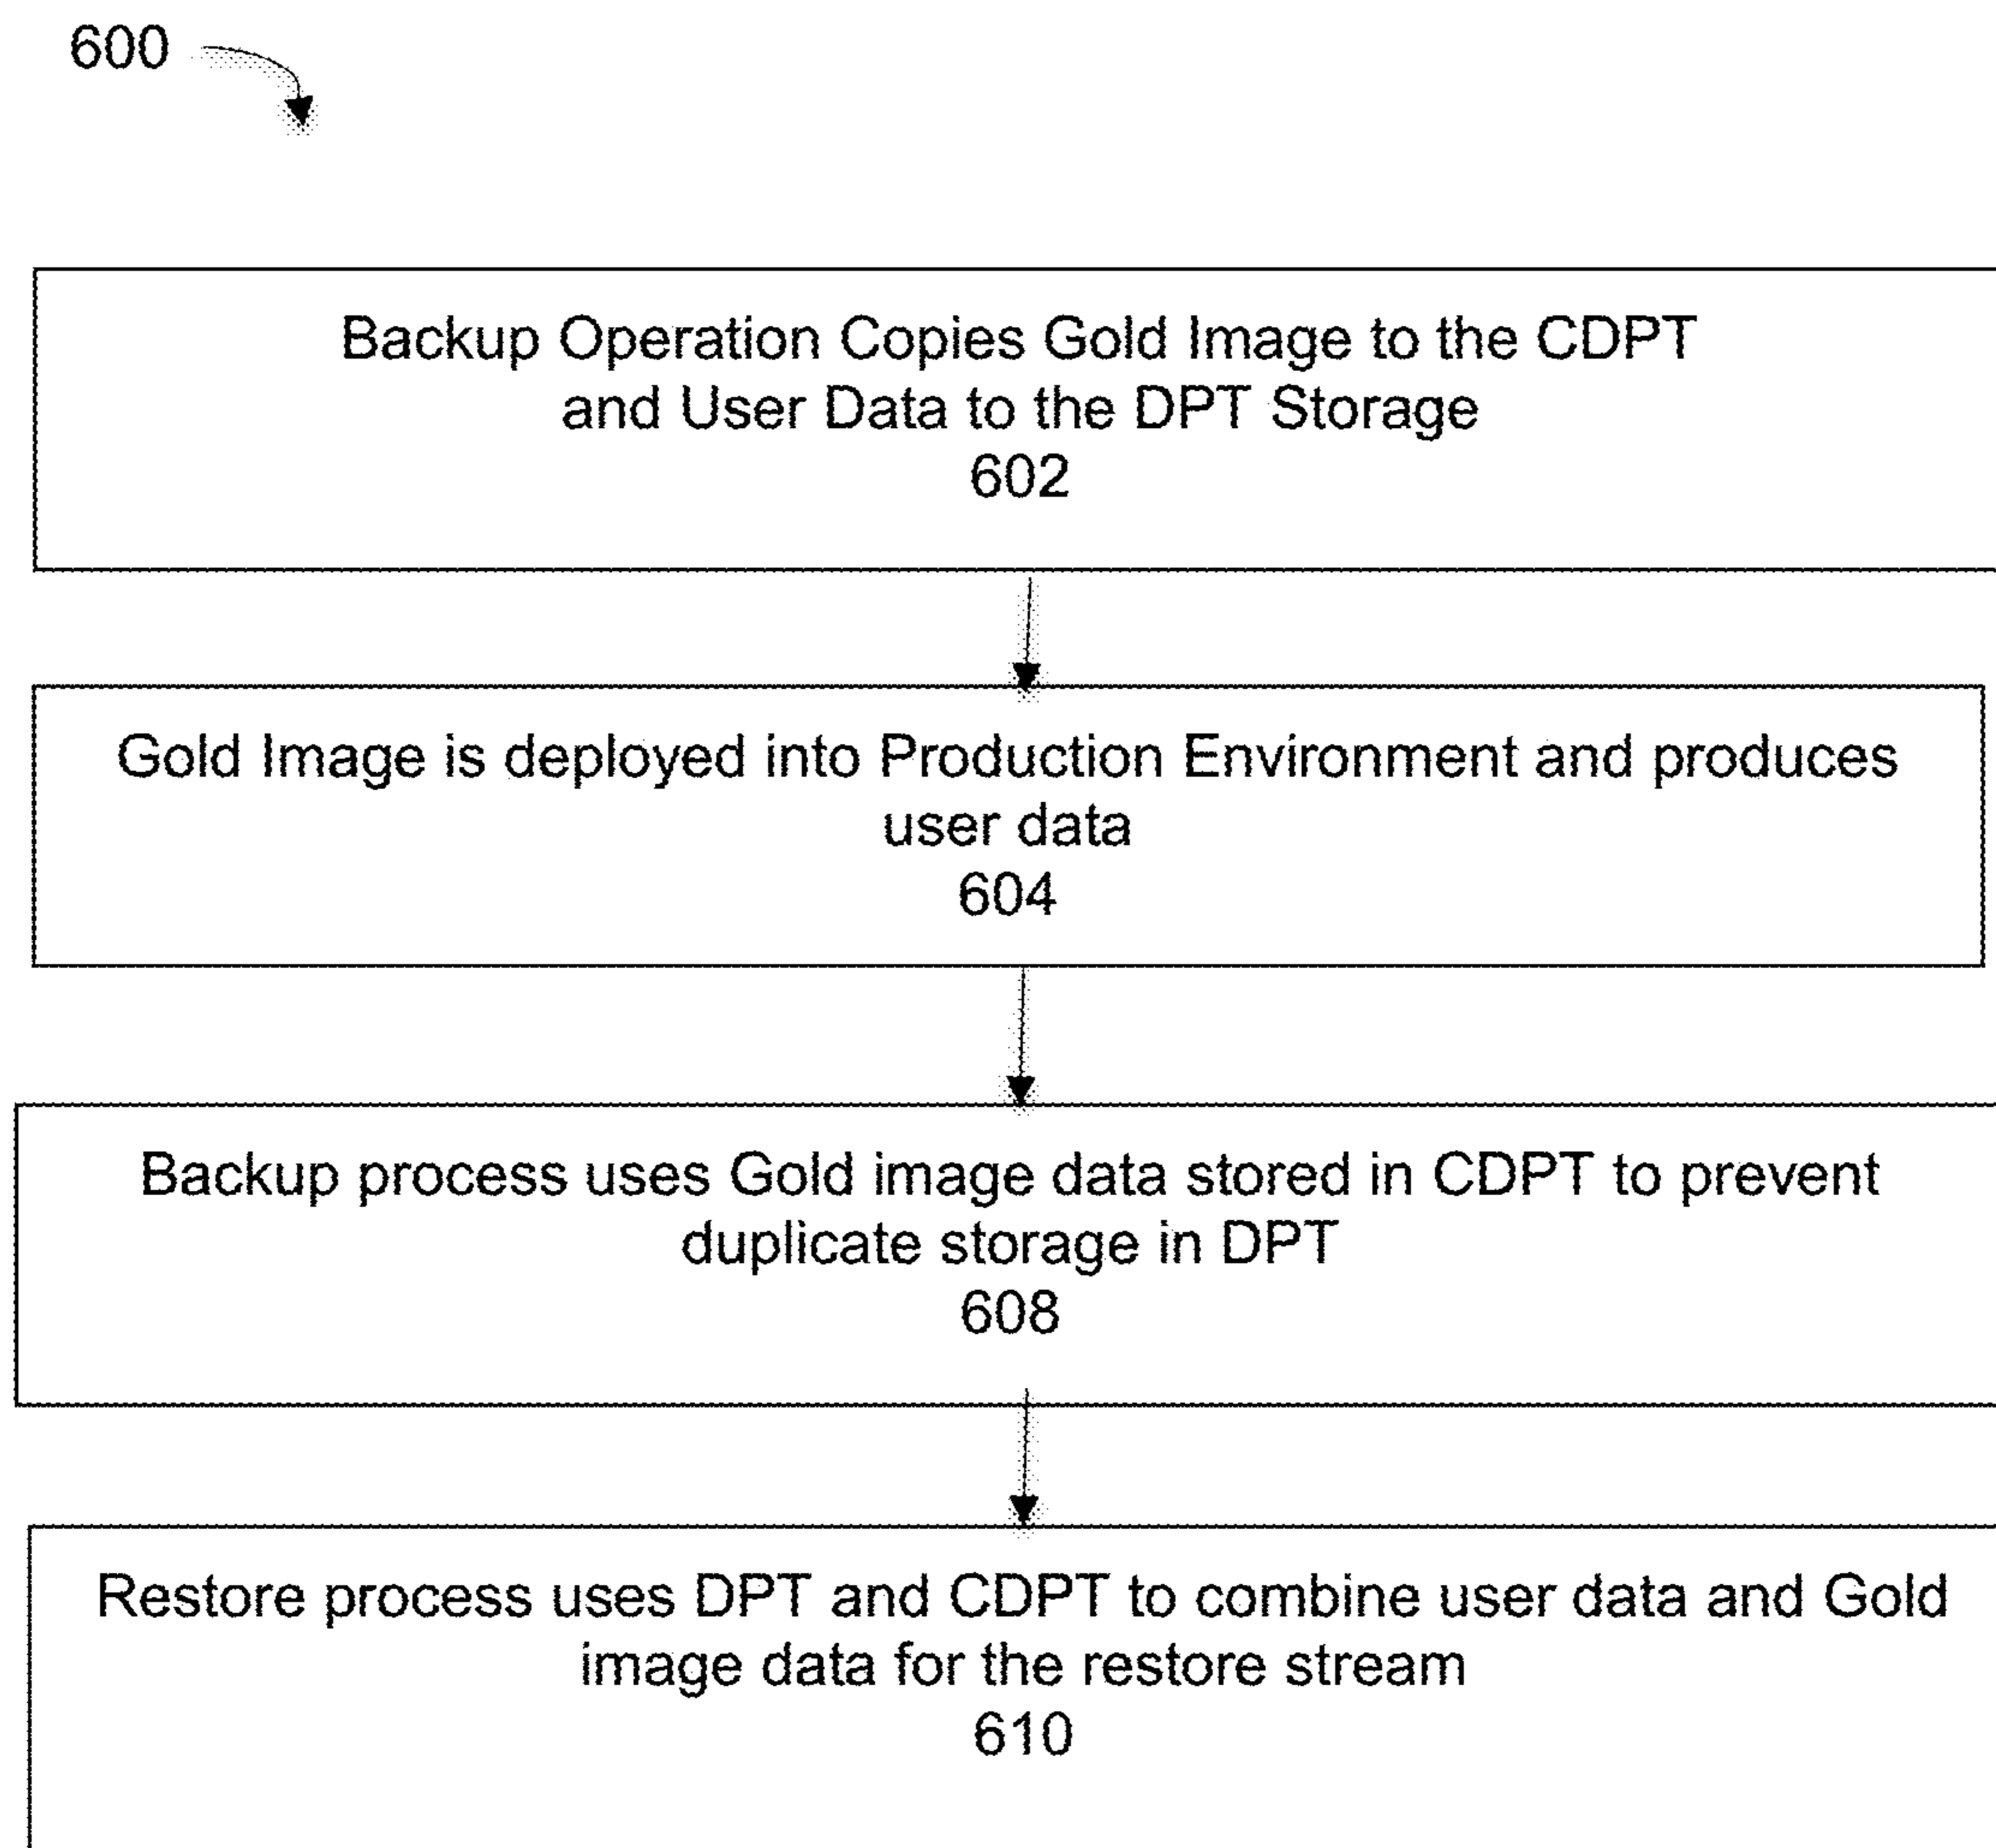 600
Backup Operation Copies Gold Image to the CDPT
and User Data to the DPT Storage
602
Gold Image is deployed into Production Environment and produces
user data
604
Backup process uses Gold image data stored in CDPT to prevent
duplicate storage in DPT
608
Restore process uses DPT and CDPT to combine user data and Gold
image data for the restore stream
610